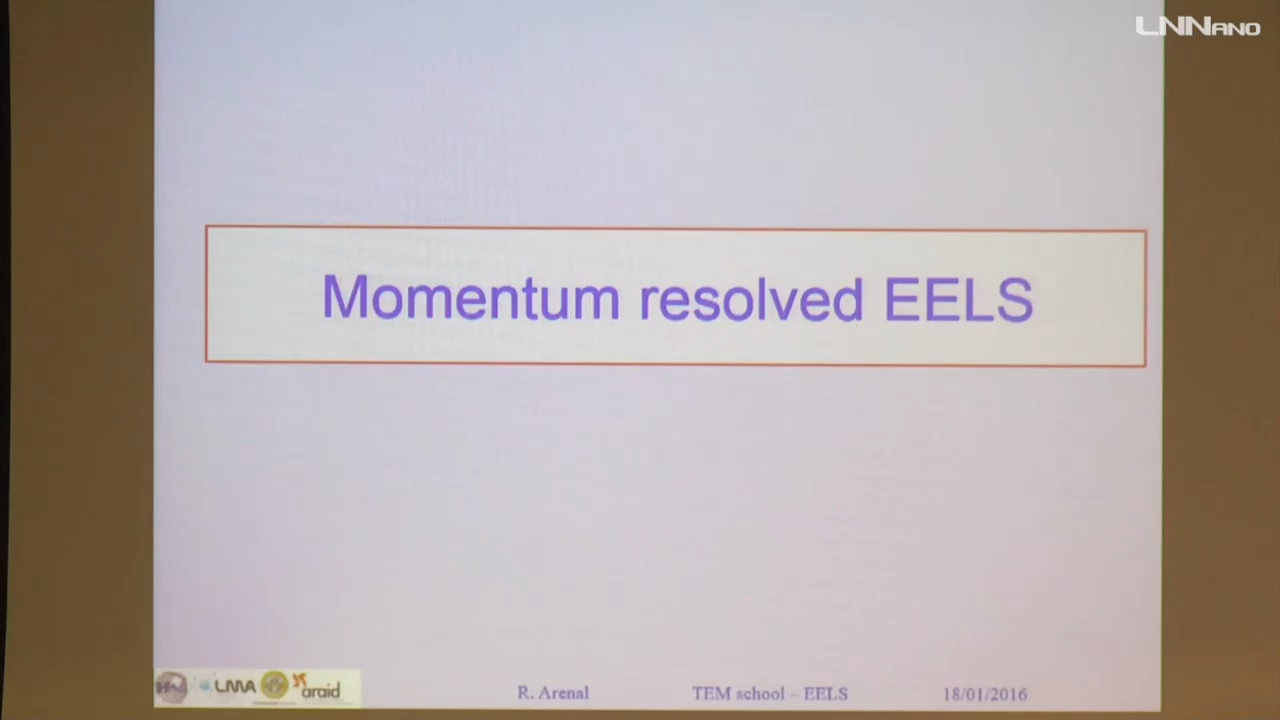 LNNANO
Momentum resolved EELS
LMA
araid
R. Arenal
TEM school – EELS
18/01/2016